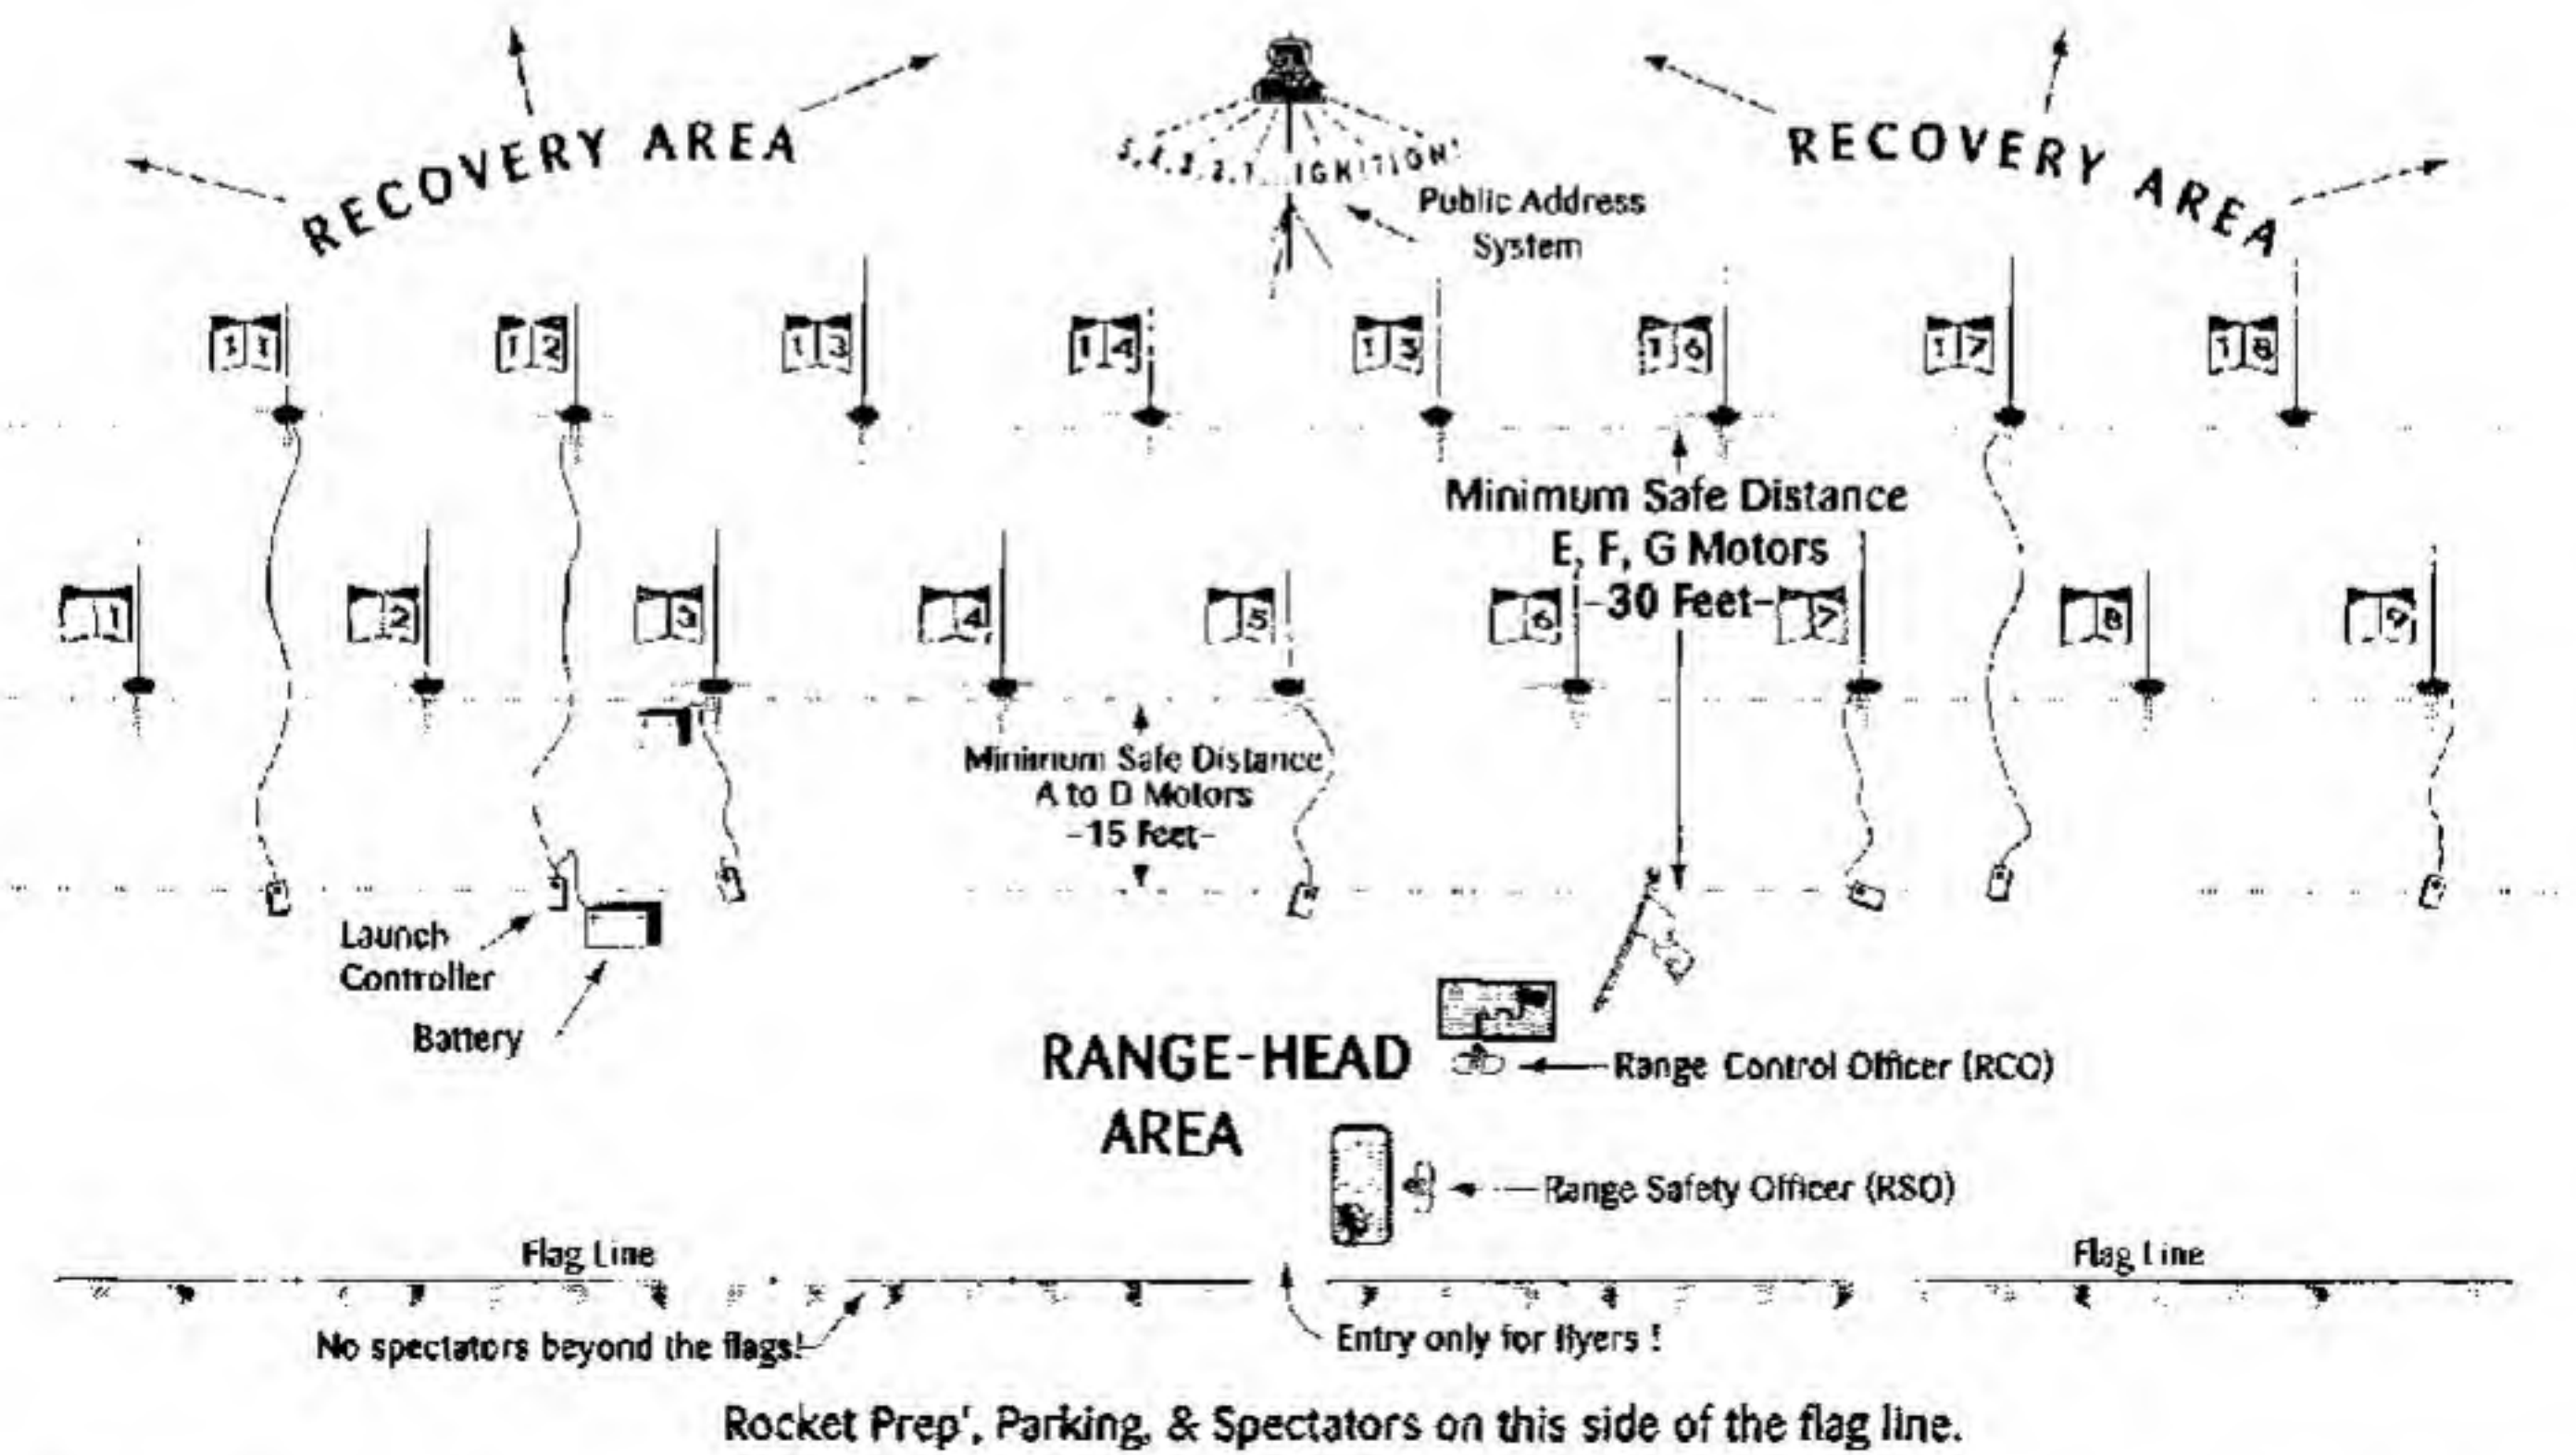 RECOVERY AREA
RECOVERY AREA
5,4,3,2,1...IGNITION!
Public Address
System
11
12
13
14
15
16
17
18
Minimum Safe Distance
E, F, G Motors
-30 Feet-
1
2
3
4
5
6
7
8
9
Minimum Safe Distance
A to D Motors
-15 Feet-
Launch
Controller
Battery
RANGE-HEAD
AREA
Range Control Officer (RCO)
Range Safety Officer (RSO)
Flag Line
Flag Line
No spectators beyond the flags!
Entry only for flyers !
Rocket Prep', Parking, & Spectators on this side of the flag line.